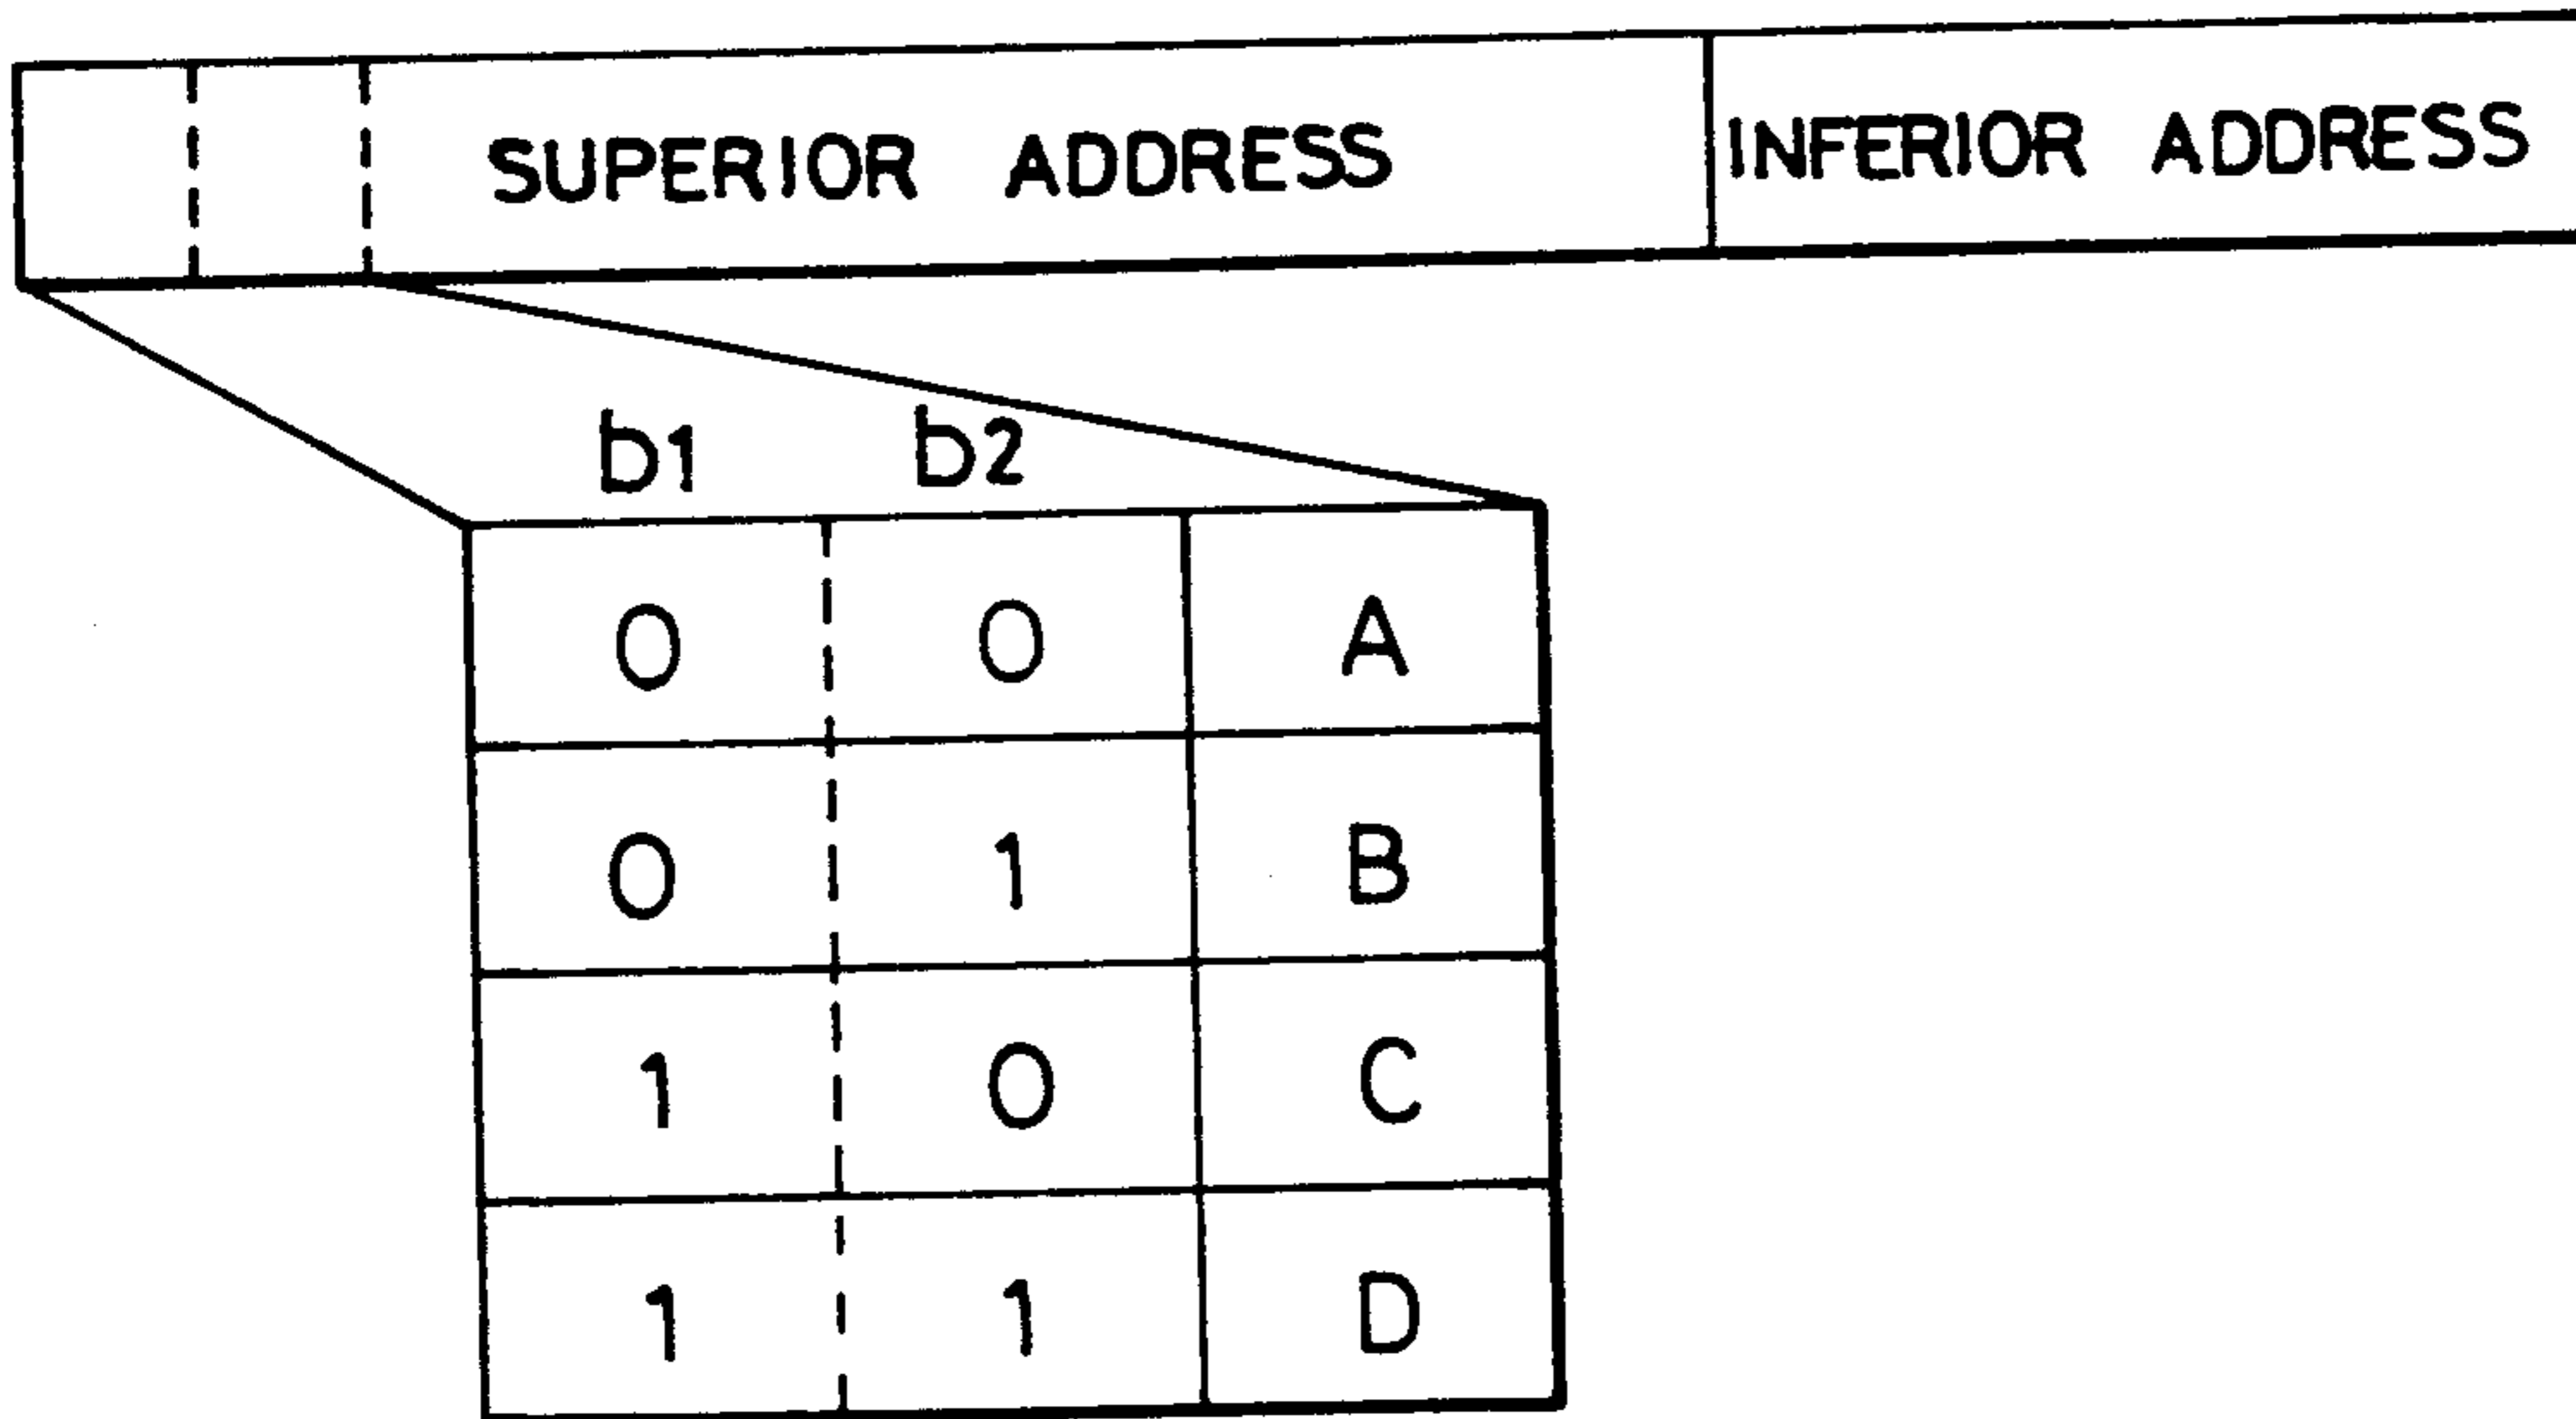 SUPERIOR ADDRESS INFERIOR ADDRESS
b1 b2
0 0 A
0 1 B
1 0 C
1 1 D